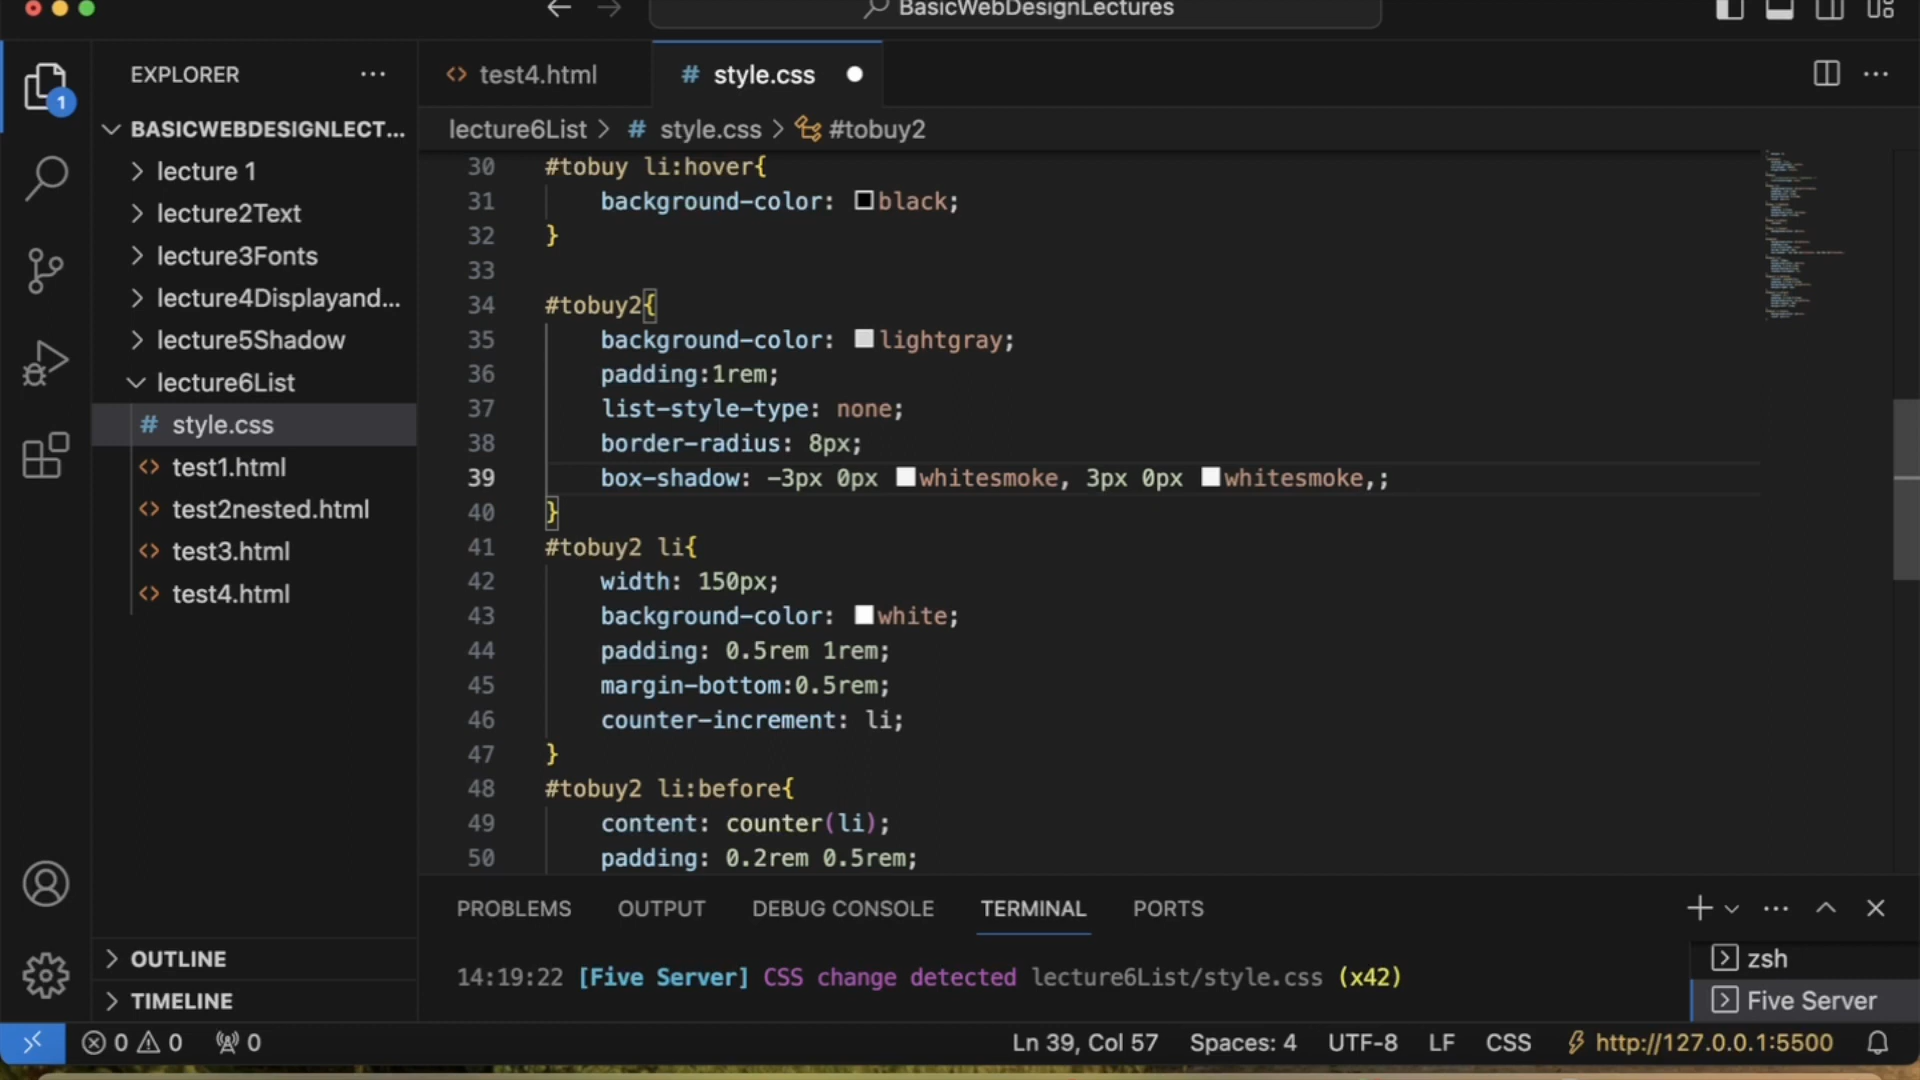 BasicWebDesignLectures
EXPLORER
test4.html
# style.css
1
BASICWEBDESIGNLECT...
lecture6List > # style.css > #tobuy2
lecture 1
lecture2Text
lecture3Fonts
lecture4Displayand...
lecture5Shadow
lecture6List
# style.css
test1.html
test2nested.html
test3.html
test4.html
30 #tobuy li:hover{
31 background-color: black;
32 }
33
34 #tobuy2{
35 background-color: lightgray;
36 padding:1rem;
37 list-style-type: none;
38 border-radius: 8px;
39 box-shadow: -3px 0px whitesmoke, 3px 0px whitesmoke,;
40 }
41 #tobuy2 li{
42 width: 150px;
43 background-color: white;
44 padding: 0.5rem 1rem;
45 margin-bottom:0.5rem;
46 counter-increment: li;
47 }
48 #tobuy2 li:before{
49 content: counter(li);
50 padding: 0.2rem 0.5rem;
PROBLEMS OUTPUT DEBUG CONSOLE TERMINAL PORTS
14:19:22 [Five Server] CSS change detected lecture6List/style.css (x42)
zsh
Five Server
OUTLINE
TIMELINE
0 0 0 Ln 39, Col 57 Spaces: 4 UTF-8 LF CSS http://127.0.0.1:5500